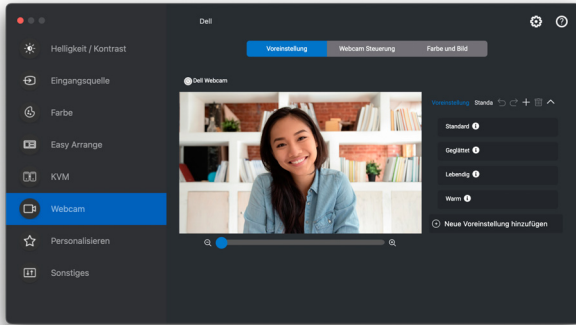 Dell
Helligkeit / Kontrast
Eingangsquelle
Farbe
Easy Arrange
KVM
Webcam
Personalisieren
Sonstiges
Voreinstellung
Webcam Steuerung
Farbe und Bild
Dell Webcam
Voreinstellung Standa
Standard
Geglättet
Lebendig
Warm
Neue Voreinstellung hinzufügen